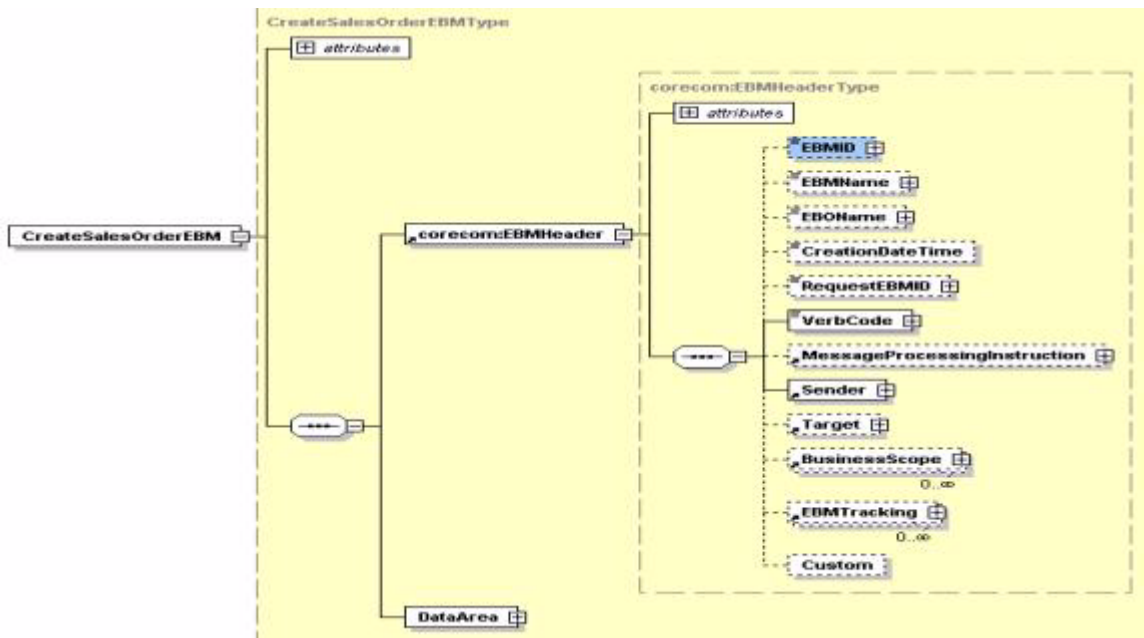 CreateSalesOrderEBMType
attributes
corecom:EBMHeaderType
attributes
EBMID
EBMName
EBOName
CreateSalesOrderEBM
corecom:EBMHeader
CreationDateTime
RequestEBMID
VerbCode
MessageProcessingInstruction
Sender
Target
BusinessScope
0..∞
EBMTracking
0..∞
Custom
DataArea